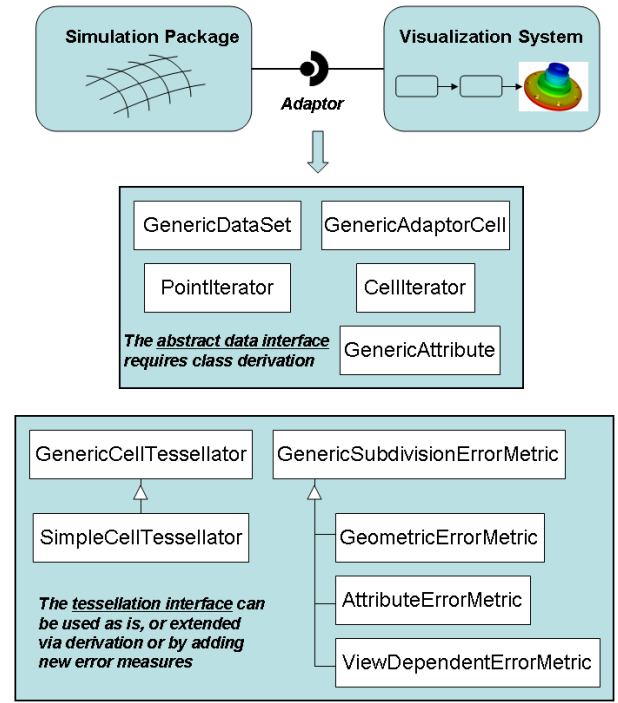 Simulation Package
Visualization System
Adaptor
GenericDataSet
GenericAdaptorCell
PointIterator
CellIterator
The abstract data interface
requires class derivation
GenericAttribute
GenericCellTessellator
GenericSubdivisionErrorMetric
SimpleCellTessellator
GeometricErrorMetric
AttributeErrorMetric
ViewDependentErrorMetric
The tessellation interface can
be used as is, or extended
via derivation or by adding
new error measures